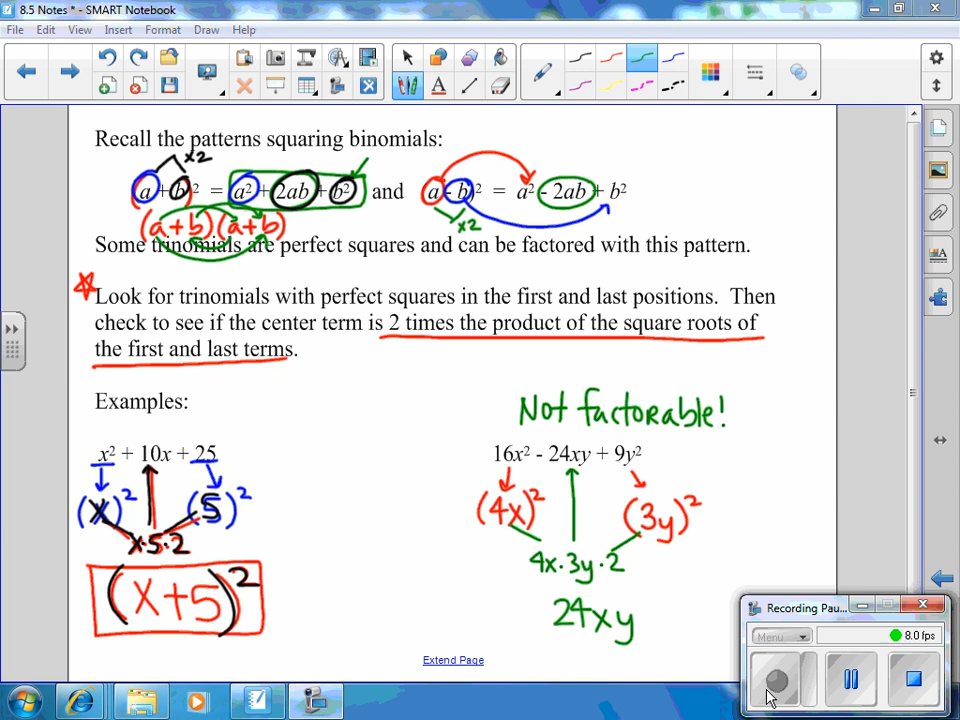 8.5 Notes * - SMART Notebook
File Edit View Insert Format Draw Help
Recall the patterns squaring binomials:
x2
(a + b)² = a² + 2ab + b² and (a - b)² = a² - 2ab + b²
x2
(a+b)(a+b)
Some trinomials are perfect squares and can be factored with this pattern.
Look for trinomials with perfect squares in the first and last positions. Then
check to see if the center term is 2 times the product of the square roots of
the first and last terms.
Examples:
Not factorable!
x² + 10x + 25
16x² - 24xy + 9y²
(x)² (5)²
(4x)² (3y)²
x·5·2
4x·3y·2
(x+5)²
24xy
Extend Page
Recording Pau...
Menu
8.0 fps